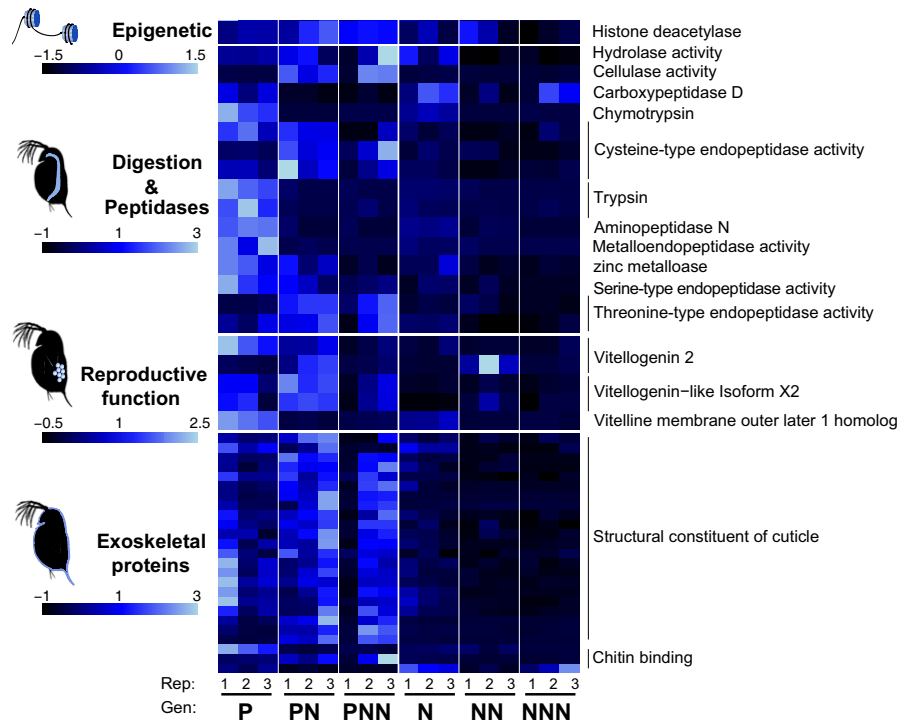 Epigenetic
−1.5 0 1.5
Histone deacetylase
Hydrolase activity
Cellulase activity
Carboxypeptidase D
Chymotrypsin
Cysteine-type endopeptidase activity
Digestion
&
Peptidases
−1 1 3
Trypsin
Aminopeptidase N
Metalloendopeptidase activity
zinc metalloase
Serine-type endopeptidase activity
Threonine-type endopeptidase activity
Reproductive
function
−0.5 1 2.5
Vitellogenin 2
Vitellogenin−like Isoform X2
Vitelline membrane outer later 1 homolog
Exoskeletal
proteins
−1 1 3
Structural constituent of cuticle
Chitin binding
Rep: 1 2 3 1 2 3 1 2 3 1 2 3 1 2 3 1 2 3
Gen: P PN PNN N NN NNN